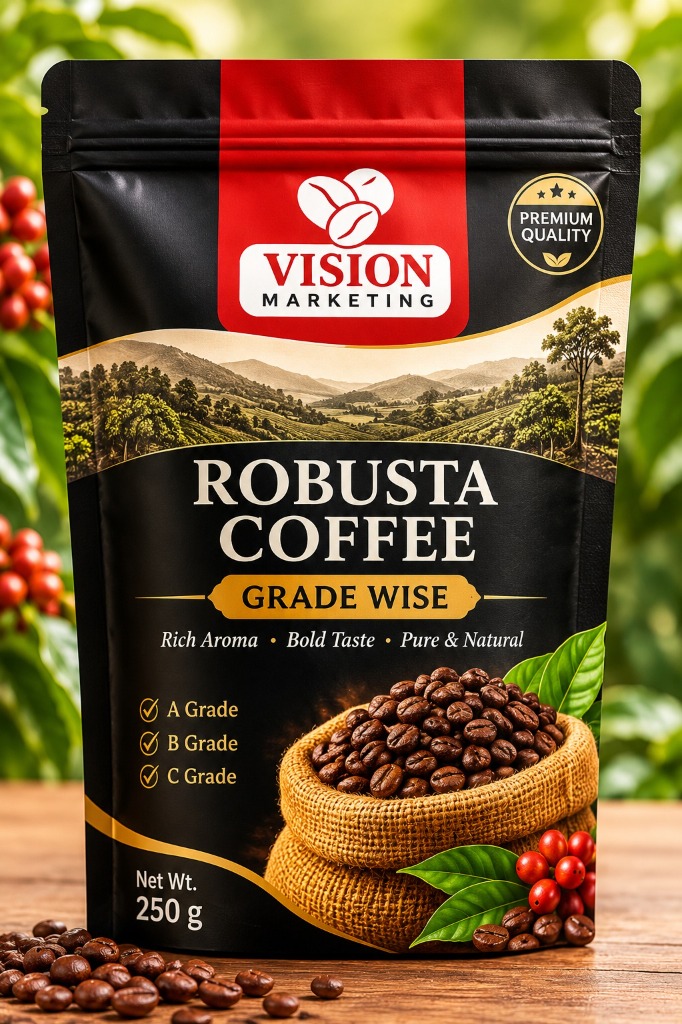 VISION
MARKETING
PREMIUM
QUALITY
ROBUSTA
COFFEE
GRADE WISE
Rich Aroma • Bold Taste • Pure & Natural
A Grade
B Grade
C Grade
Net Wt.
250 g